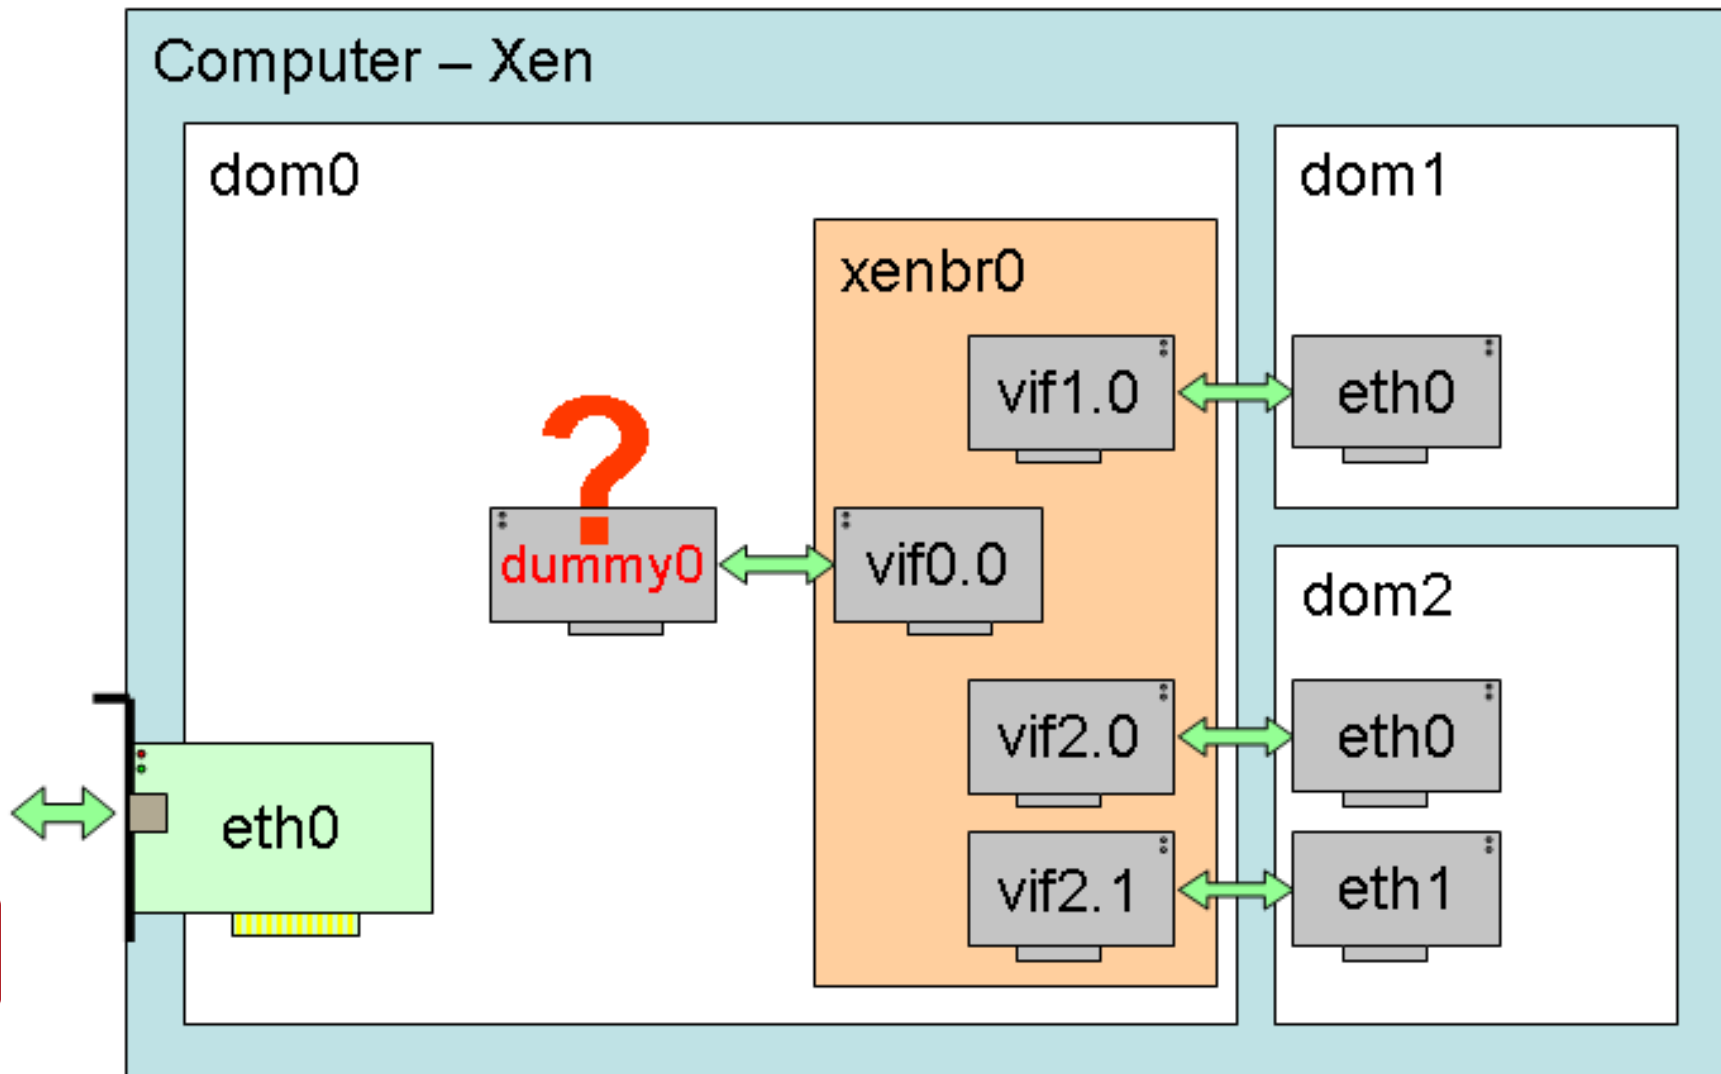 Computer – Xen
dom0
dom1
xenbr0
vif1.0
eth0
?
dummy0
vif0.0
dom2
vif2.0
eth0
eth0
vif2.1
eth1